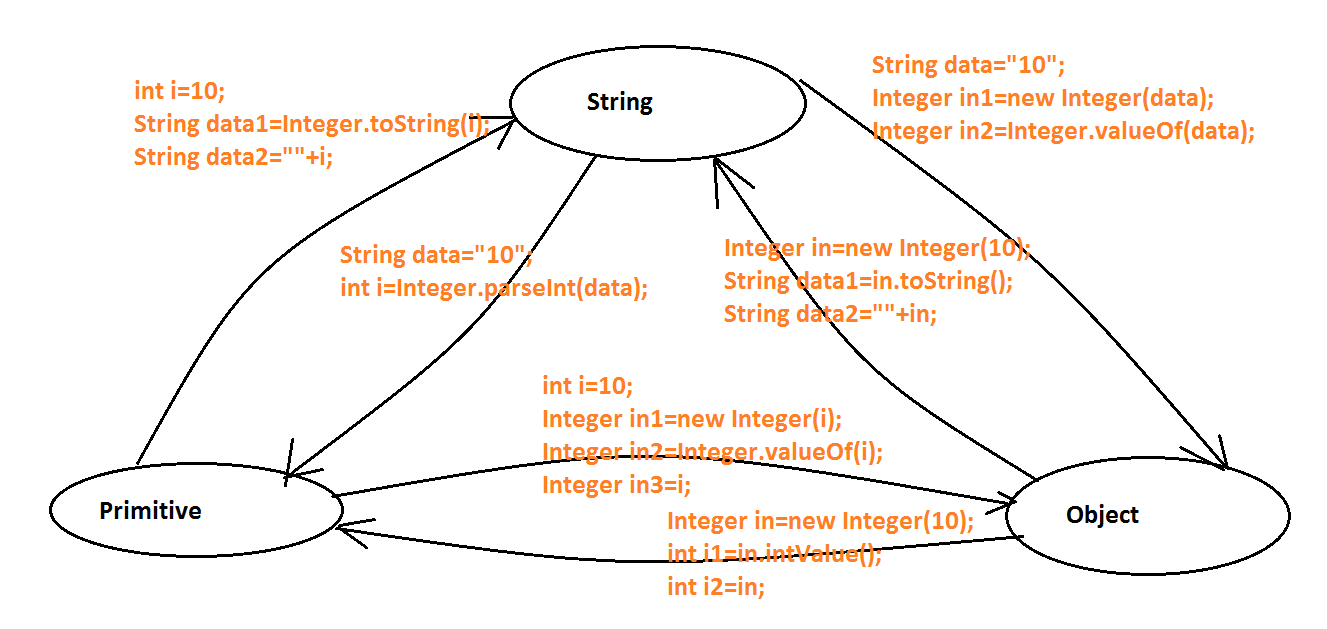 String
int i=10;
String data1=Integer.toString(i);
String data2=""+i;
String data="10";
Integer in1=new Integer(data);
Integer in2=Integer.valueOf(data);
String data="10";
int i=Integer.parseInt(data);
Integer in=new Integer(10);
String data1=in.toString();
String data2=""+in;
int i=10;
Integer in1=new Integer(i);
Integer in2=Integer.valueOf(i);
Integer in3=i;
Primitive
Object
Integer in=new Integer(10);
int i1=in.intValue();
int i2=in;